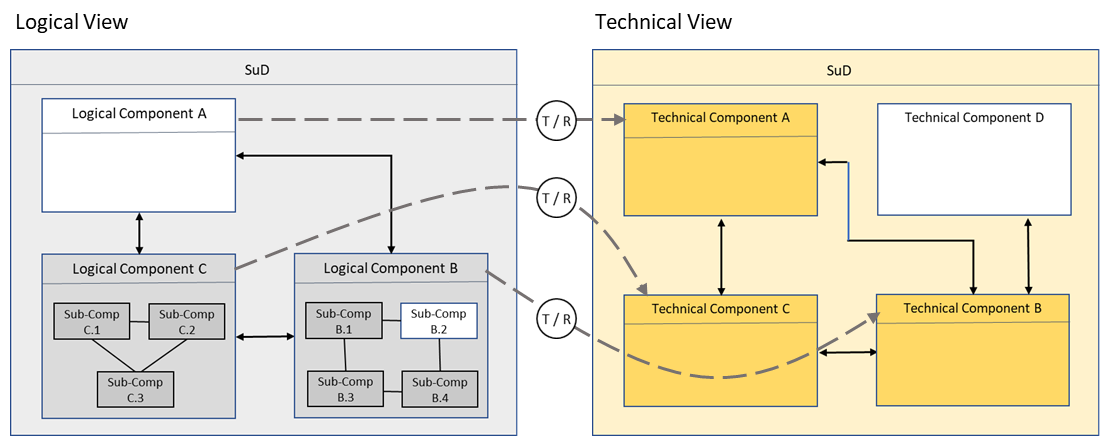 Logical View
Technical View
SuD
SuD
Logical Component A
T / R
Technical Component A
Technical Component D
T / R
Logical Component C
Logical Component B
Sub-Comp
C.1
Sub-Comp
C.2
Sub-Comp
C.3
Sub-Comp
B.1
Sub-Comp
B.2
Sub-Comp
B.3
Sub-Comp
B.4
T / R
Technical Component C
Technical Component B